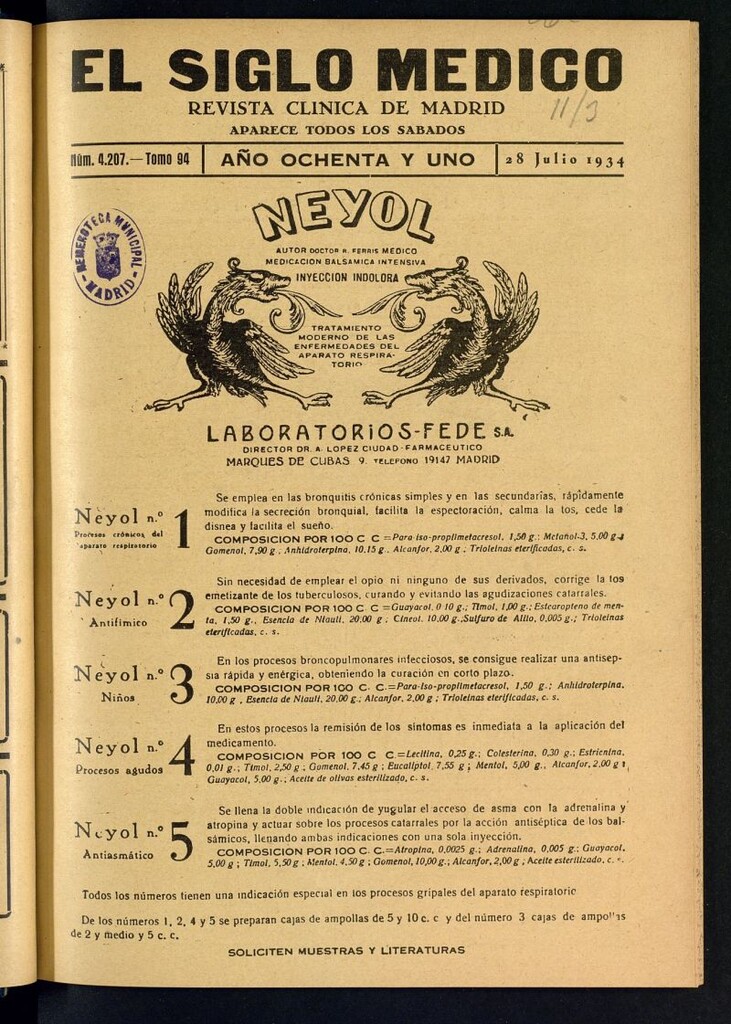 EL SIGLO MEDICO
REVISTA CLINICA DE MADRID
11/3
APARECE TODOS LOS SABADOS
Núm. 4.207.—Tomo 94
AÑO OCHENTA Y UNO
28 Julio 1934
HEMEROTECA MUNICIPAL
MADRID
NEYOL
AUTOR DOCTOR R. FERRIS MEDICO
MEDICACION BALSAMICA INTENSIVA
INYECCION INDOLORA
TRATAMIENTO
MODERNO DE LAS
ENFERMEDADES DEL
APARATO RESPIRA-
TORIO
LABORATORIOS-FEDE S.A.
DIRECTOR DR. A. LOPEZ CIUDAD-FARMACEUTICO
MARQUES DE CUBAS 9. TELEFONO 19147 MADRID
Neyol n.º 1
Procesos crónicos del
aparato respiratorio
Se emplea en las bronquitis crónicas simples y en las secundarias, rápidamente
modifica la secreción bronquial, facilita la espectoración, calma la tos, cede la
disnea y facilita el sueño.
COMPOSICION POR 100 C C =Para-iso-propilmetacresol, 1,50 g.; Metanol-3, 5,00 g.;
Gomenol, 7,90 g; Anhidroterpina, 10.15 g, Alcanfor, 2,00 g; Trioleinas eterificadas, c. s.
Neyol n.º 2
Antifímico
Sin necesidad de emplear el opio ni ninguno de sus derivados, corrige la tos
emetizante de los tuberculosos, curando y evitando las agudizaciones catarrales.
COMPOSICION POR 100 C C =Guayacol, 0 10 g.; Timol, 1,00 g.; Estearopteno de men-
ta, 1,50 g., Esencia de Niauli, 20,00 g; Cineol, 10,00 g.;Sulfuro de Alilo, 0,005 g.; Trioleinas
eterificadas, c. s.
Neyol n.º 3
Niños
En los procesos broncopulmonares infecciosos, se consigue realizar una antisep-
sia rápida y enérgica, obteniendo la curación en corto plazo.
COMPOSICION POR 100 C. C.=Para-iso-propilmetacresol, 1,50 g.; Anhidroterpina,
10,00 g, Esencia de Niauli, 20,00 g.; Alcanfor, 2,00 g; Trioleinas eterificadas, c. s.
Neyol n.º 4
Procesos agudos
En estos procesos la remisión de los síntomas es inmediata a la aplicación del
medicamento.
COMPOSICION POR 100 C C =Lecitina, 0,25 g.; Colesterina, 0,30 g.; Estricnina,
0,01 g.; Timol, 2,50 g; Gomenol, 7,45 g; Eucaliptol, 7,55 g; Mentol, 5,00 g., Alcanfor, 2,00 g;
Guayacol, 5,00 g.; Aceite de olivas esterilizado, c. s.
Neyol n.º 5
Antiasmático
Se llena la doble indicación de yugular el acceso de asma con la adrenalina y
atropina y actuar sobre los procesos catarrales por la acción antiséptica de los bal-
sámicos, llenando ambas indicaciones con una sola inyección.
COMPOSICION POR 100 C. C.=Atropina, 0,0025 g.; Adrenalina, 0,005 g.; Guayacol,
5,00 g; Timol, 5,50 g; Mentol, 4,50 g; Gomenol, 10,00 g.; Alcanfor, 2,00 g; Aceite esterilizado, c. s.
Todos los números tienen una indicación especial en los procesos gripales del aparato respiratorio
De los números 1, 2, 4 y 5 se preparan cajas de ampollas de 5 y 10 c. c y del número 3 cajas de ampollas
de 2 y medio y 5 c. c.
SOLICITEN MUESTRAS Y LITERATURAS